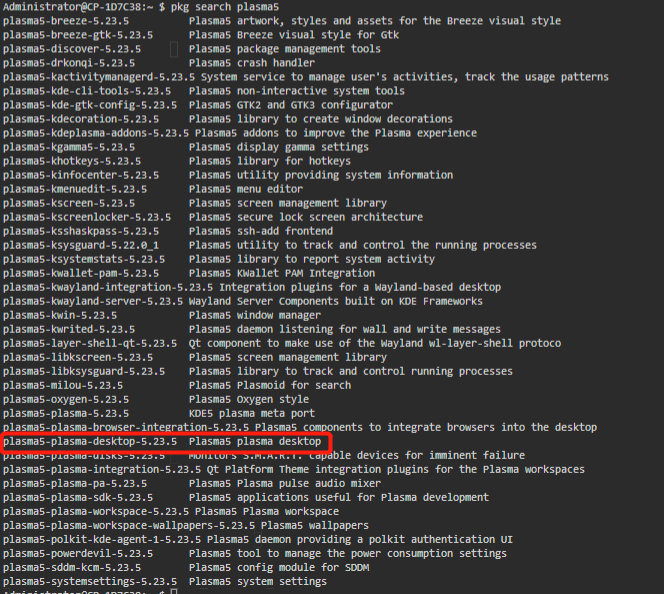 Administrator@CP-1D7C38:~ $ pkg search plasma5
plasma5-breeze-5.23.5 Plasma5 artwork, styles and assets for the Breeze visual style
plasma5-breeze-gtk-5.23.5 Plasma5 Breeze visual style for Gtk
plasma5-discover-5.23.5 Plasma5 package management tools
plasma5-drkonqi-5.23.5 Plasma5 crash handler
plasma5-kactivitymanagerd-5.23.5 System service to manage user's activities, track the usage patterns
plasma5-kde-cli-tools-5.23.5 Plasma5 non-interactive system tools
plasma5-kde-gtk-config-5.23.5 Plasma5 GTK2 and GTK3 configurator
plasma5-kdecoration-5.23.5 Plasma5 library to create window decorations
plasma5-kdeplasma-addons-5.23.5 Plasma5 addons to improve the Plasma experience
plasma5-kgamma5-5.23.5 Plasma5 display gamma settings
plasma5-khotkeys-5.23.5 Plasma5 library for hotkeys
plasma5-kinfocenter-5.23.5 Plasma5 utility providing system information
plasma5-kmenuedit-5.23.5 Plasma5 menu editor
plasma5-kscreen-5.23.5 Plasma5 screen management library
plasma5-kscreenlocker-5.23.5 Plasma5 secure lock screen architecture
plasma5-ksshaskpass-5.23.5 Plasma5 ssh-add frontend
plasma5-ksysguard-5.22.0_1 Plasma5 utility to track and control the running processes
plasma5-ksystemstats-5.23.5 Plasma5 library to report system activity
plasma5-kwallet-pam-5.23.5 Plasma5 KWallet PAM Integration
plasma5-kwayland-integration-5.23.5 Integration plugins for a Wayland-based desktop
plasma5-kwayland-server-5.23.5 Wayland Server Components built on KDE Frameworks
plasma5-kwin-5.23.5 Plasma5 window manager
plasma5-kwrited-5.23.5 Plasma5 daemon listening for wall and write messages
plasma5-layer-shell-qt-5.23.5 Qt component to make use of the Wayland wl-layer-shell protoco
plasma5-libkscreen-5.23.5 Plasma5 screen management library
plasma5-libksysguard-5.23.5 Plasma5 library to track and control running processes
plasma5-milou-5.23.5 Plasma5 Plasmoid for search
plasma5-oxygen-5.23.5 Plasma5 Oxygen style
plasma5-plasma-5.23.5 KDE5 plasma meta port
plasma5-plasma-browser-integration-5.23.5 Plasma5 components to integrate browsers into the desktop
plasma5-plasma-desktop-5.23.5 Plasma5 plasma desktop
plasma5-plasma-disks-5.23.5 Monitors S.M.A.R.T. capable devices for imminent failure
plasma5-plasma-integration-5.23.5 Qt Platform Theme integration plugins for the Plasma workspaces
plasma5-plasma-pa-5.23.5 Plasma5 Plasma pulse audio mixer
plasma5-plasma-sdk-5.23.5 Plasma5 applications useful for Plasma development
plasma5-plasma-workspace-5.23.5 Plasma5 Plasma workspace
plasma5-plasma-workspace-wallpapers-5.23.5 Plasma5 wallpapers
plasma5-polkit-kde-agent-1-5.23.5 Plasma5 daemon providing a polkit authentication UI
plasma5-powerdevil-5.23.5 Plasma5 tool to manage the power consumption settings
plasma5-sddm-kcm-5.23.5 Plasma5 config module for SDDM
plasma5-systemsettings-5.23.5 Plasma5 system settings
Administrator@CP-1D7C38:~ $